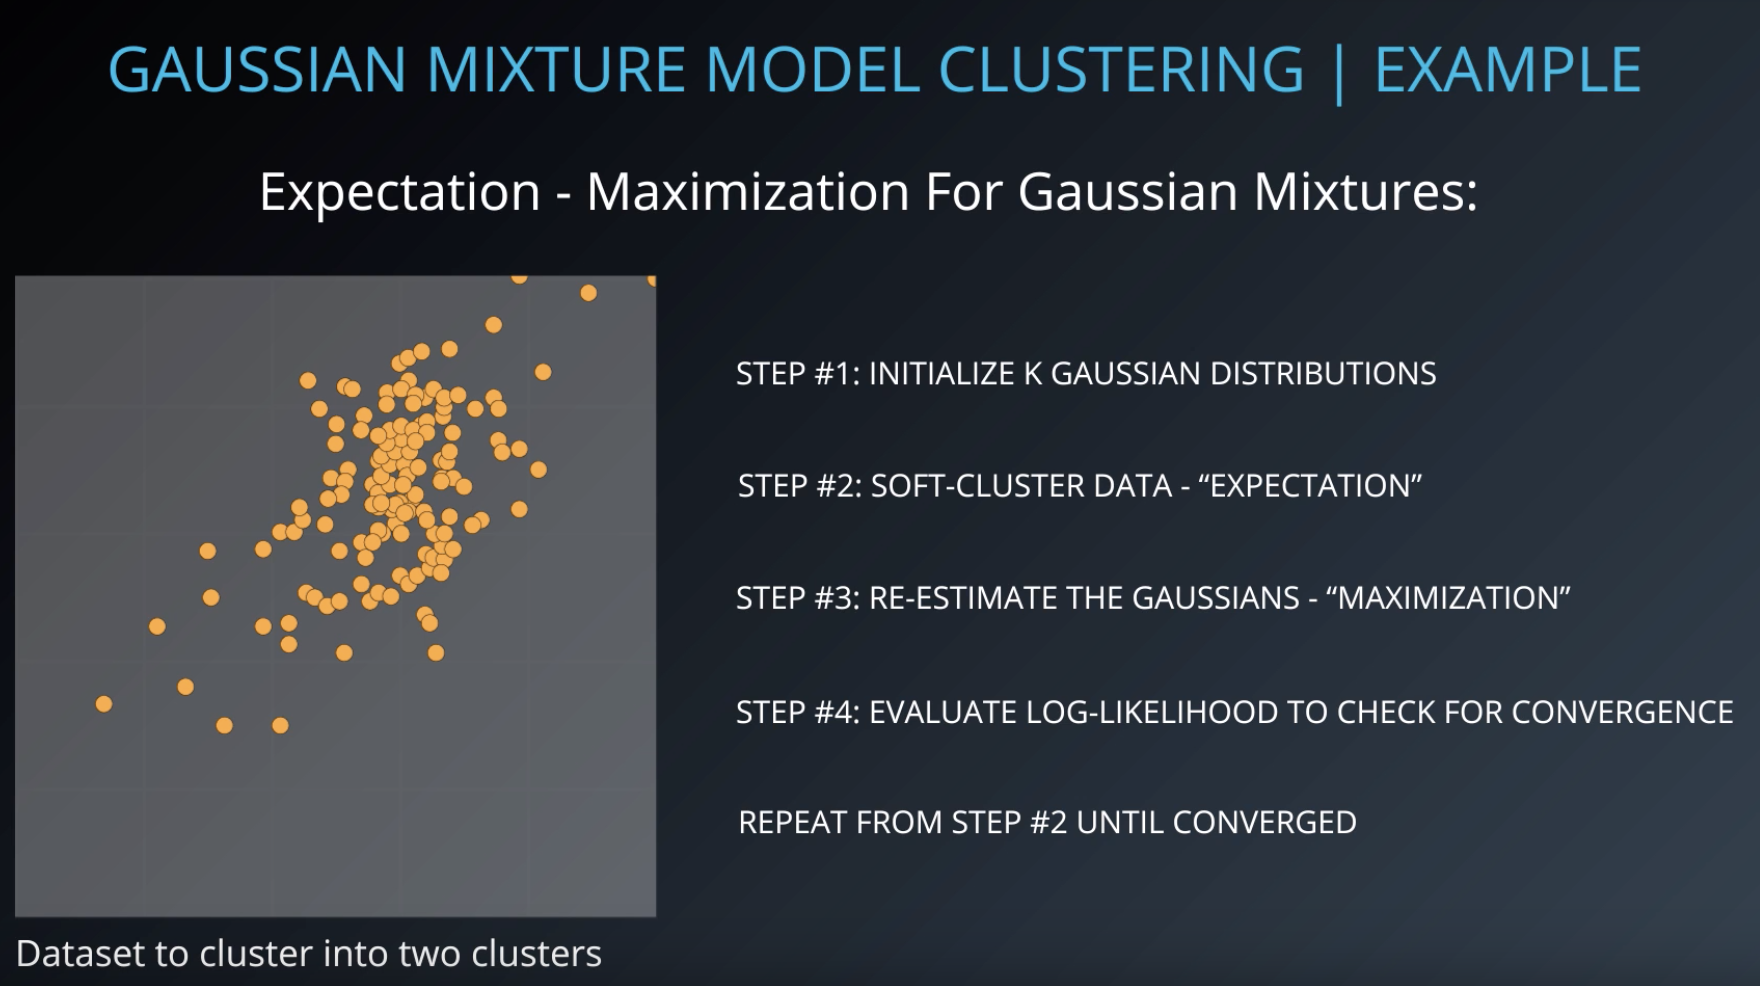 GAUSSIAN MIXTURE MODEL CLUSTERING | EXAMPLE
Expectation - Maximization For Gaussian Mixtures:
STEP #1: INITIALIZE K GAUSSIAN DISTRIBUTIONS
STEP #2: SOFT-CLUSTER DATA - “EXPECTATION”
STEP #3: RE-ESTIMATE THE GAUSSIANS - “MAXIMIZATION”
STEP #4: EVALUATE LOG-LIKELIHOOD TO CHECK FOR CONVERGENCE
REPEAT FROM STEP #2 UNTIL CONVERGED
Dataset to cluster into two clusters